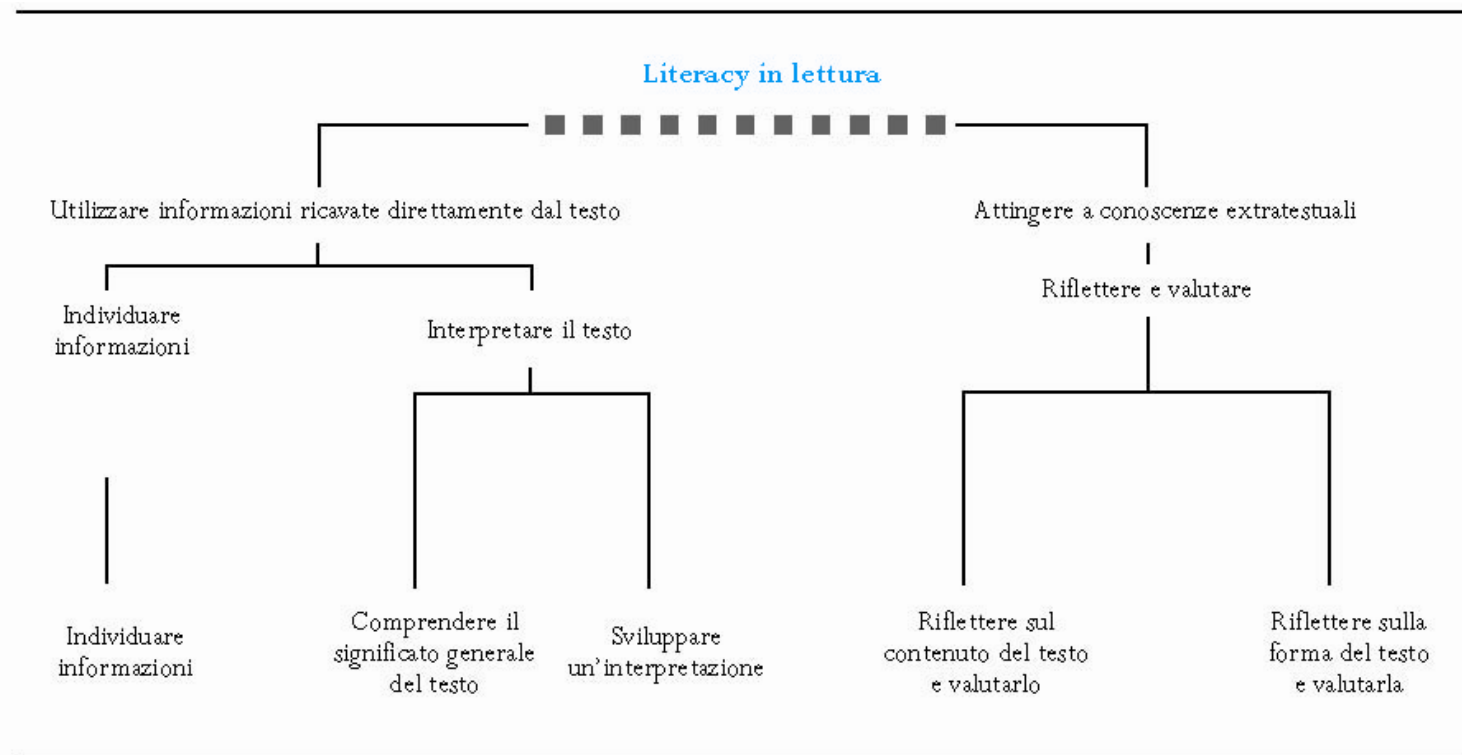 Literacy in lettura
Utilizzare informazioni ricavate direttamente dal testo
Attingere a conoscenze extratestuali
Individuare
informazioni
Interpretare il testo
Riflettere e valutare
Individuare
informazioni
Comprendere il
significato generale
del testo
Sviluppare
un'interpretazione
Riflettere sul
contenuto del testo
e valutarlo
Riflettere sulla
forma del testo
e valutarla